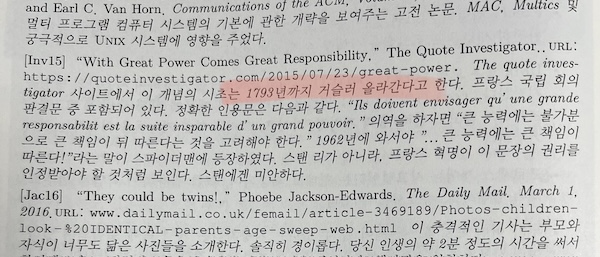 and Earl C. Van Horn. Communications of the ACM, Volume
멀터 프로그램 컴퓨터 시스템의 기본에 관한 개략을 보여주는 고전 논문. MAC, Multics 및
궁극적으로 UNIX 시스템에 영향을 주었다.
[Inv15] “With Great Power Comes Great Responsibility.” The Quote Investigator. URL:
https://quoteinvestigator.com/2015/07/23/great-power. The quote inves-
tigator 사이트에서 이 개념의 시초는 1793년까지 거슬러 올라간다고 한다. 프랑스 국립 회의
판결문 중 포함되어 있다. 정확한 인용문은 다음과 같다. “Ils doivent envisager qu’ une grande
responsabilit est la suite insparable d’ un grand pouvoir.” 의역을 하자면 “큰 능력에는 불가분
으로 큰 책임이 뒤 따른다는 것을 고려해야 한다.” 1962년에 와서야 “... 큰 능력에는 큰 책임이
따른다!”라는 말이 스파이더맨에 등장하였다. 스탠 리가 아니라, 프랑스 혁명이 이 문장의 권리를
인정받아야 할 것처럼 보인다. 스탠에겐 미안하다.
[Jac16] “They could be twins!,” Phoebe Jackson-Edwards. The Daily Mail. March 1,
2016. URL: www.dailymail.co.uk/femail/article-3469189/Photos-children-
look-%20IDENTICAL-parents-age-sweep-web.html 이 충격적인 기사는 부모와
자식이 너무도 닮은 사진들을 소개한다. 솔직히 경이롭다. 당신 인생의 약 2분 정도의 시간을 써서